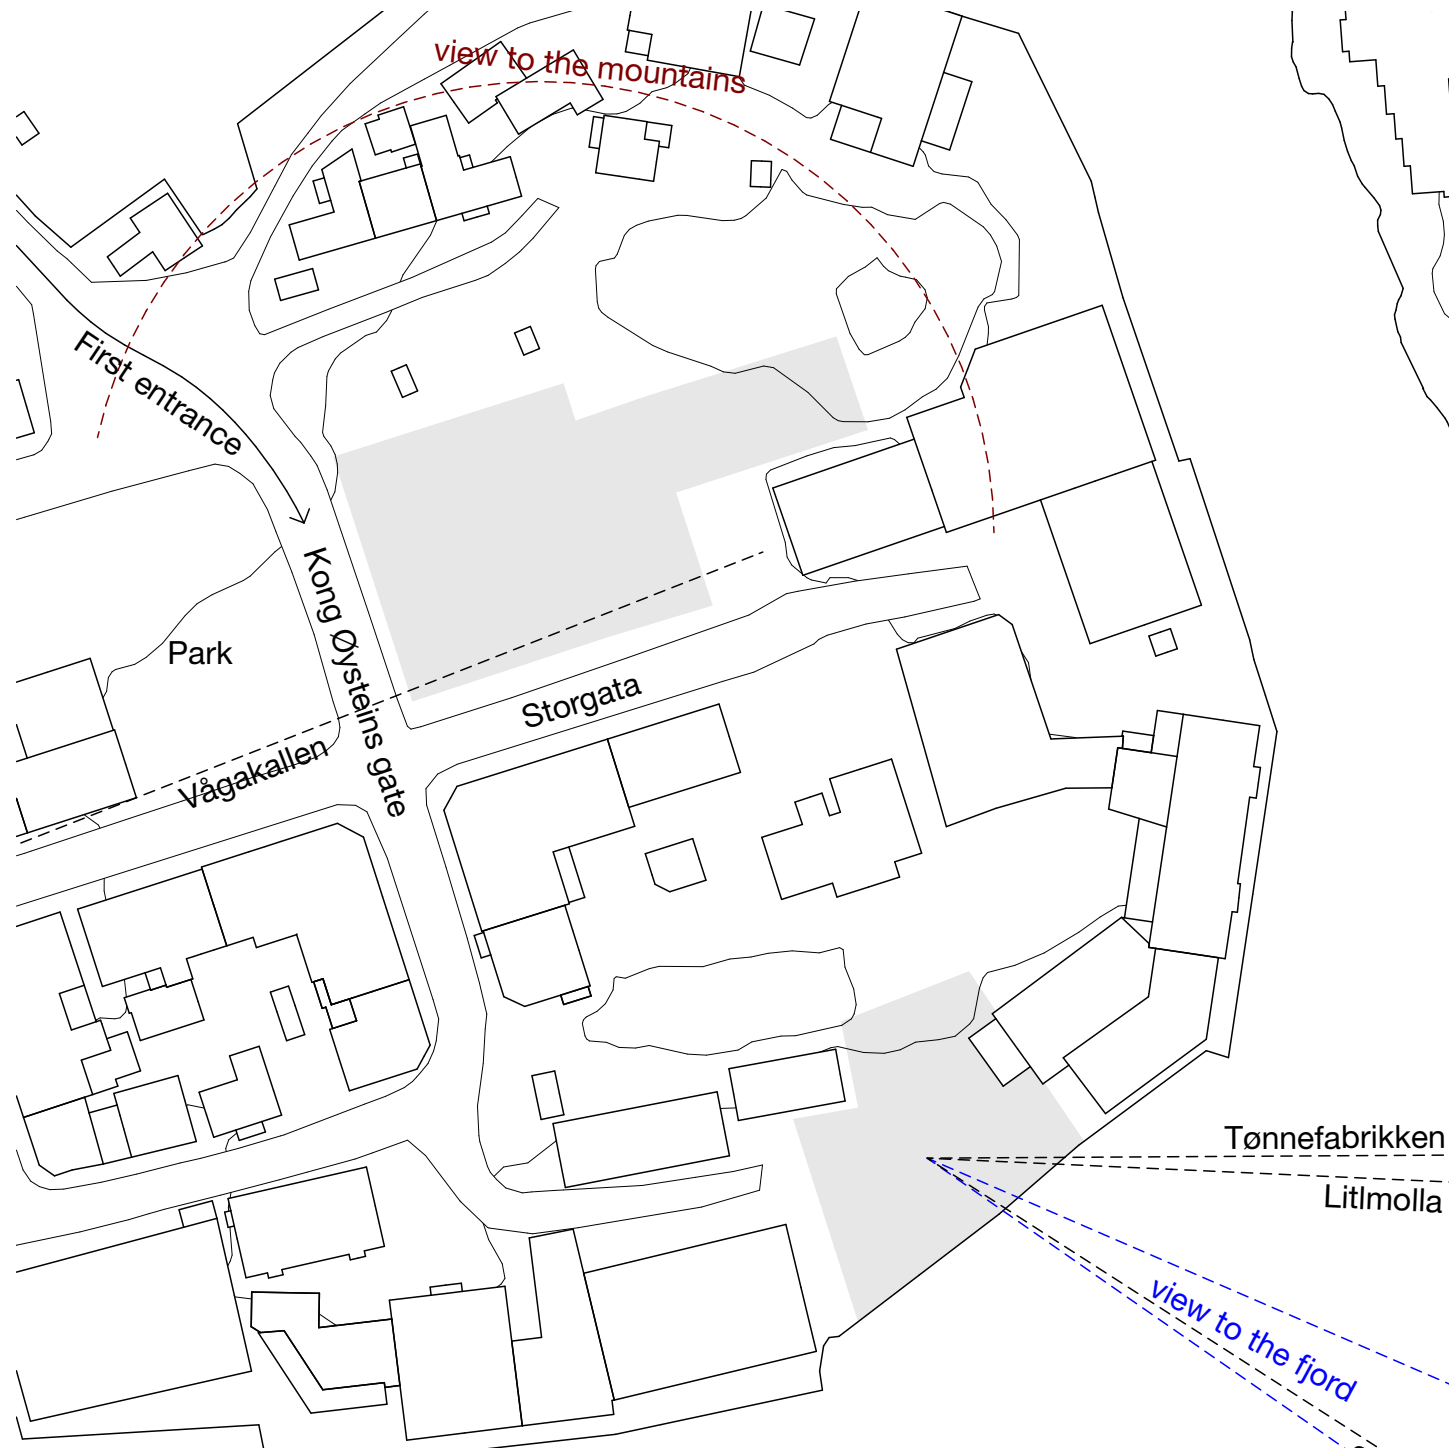 view to the mountains
First entrance
Kong Øysteins gate
Park
Storgata
Vågakallen
Tønnefabrikken
Litlmolla
view to the fjord